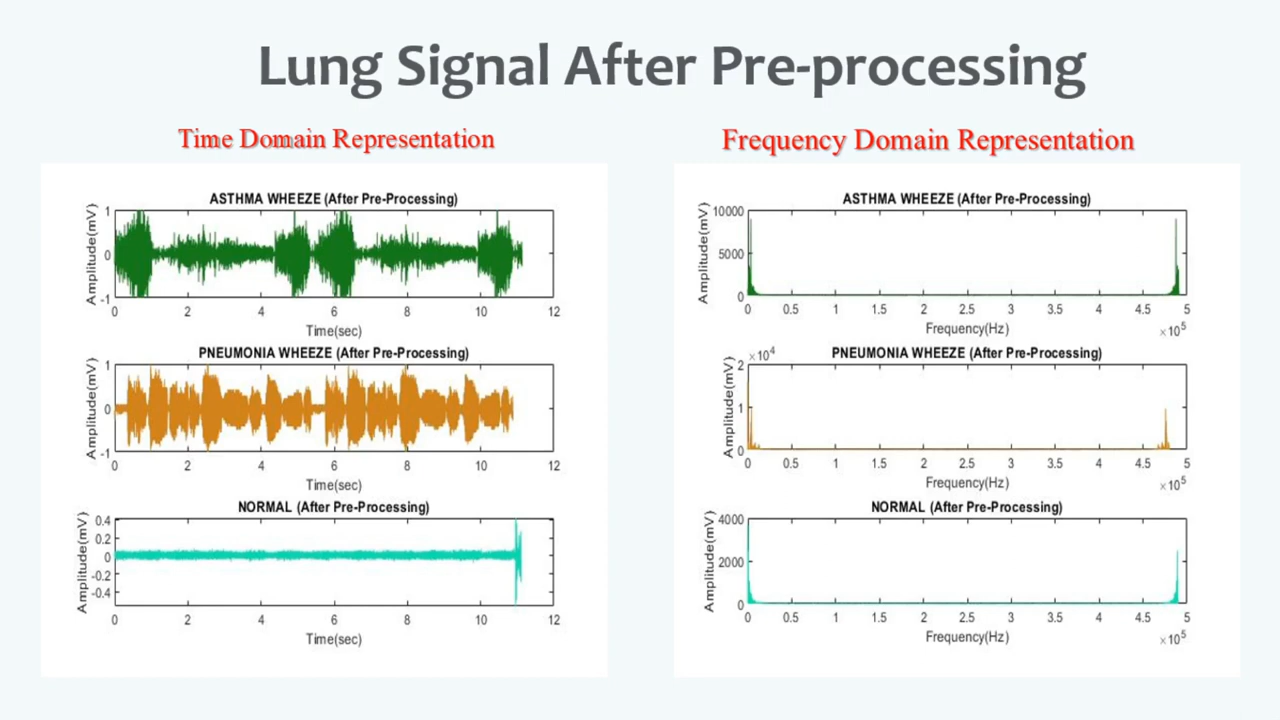 Lung Signal After Pre-processing
Time Domain Representation
ASTHMA WHEEZE (After Pre-Processing)
Amplitude(mV)
1
0
-1
0 2 4 6 8 10 12
Time(sec)
PNEUMONIA WHEEZE (After Pre-Processing)
Amplitude(mV)
1
0
-1
0 2 4 6 8 10 12
Time(sec)
NORMAL (After Pre-Processing)
Amplitude(mV)
0.4
0.2
0
-0.2
-0.4
0 2 4 6 8 10 12
Time(sec)
Frequency Domain Representation
ASTHMA WHEEZE (After Pre-Processing)
Amplitude(mV)
10000
5000
0
0 0.5 1 1.5 2 2.5 3 3.5 4 4.5 5
Frequency(Hz)
×10^5
PNEUMONIA WHEEZE (After Pre-Processing)
×10^4
Amplitude(mV)
2
1
0
0 0.5 1 1.5 2 2.5 3 3.5 4 4.5 5
Frequency(Hz)
×10^5
NORMAL (After Pre-Processing)
Amplitude(mV)
4000
2000
0
0 0.5 1 1.5 2 2.5 3 3.5 4 4.5 5
Frequency(Hz)
×10^5